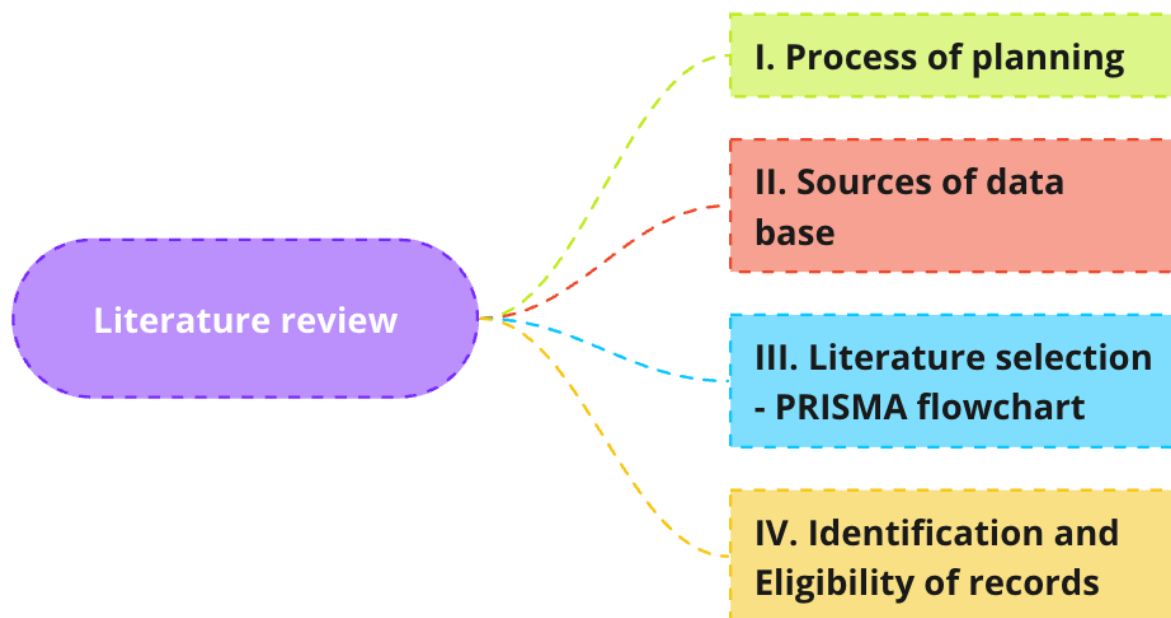 Literature review
I. Process of planning
II. Sources of data
base
III. Literature selection
- PRISMA flowchart
IV. Identification and
Eligibility of records